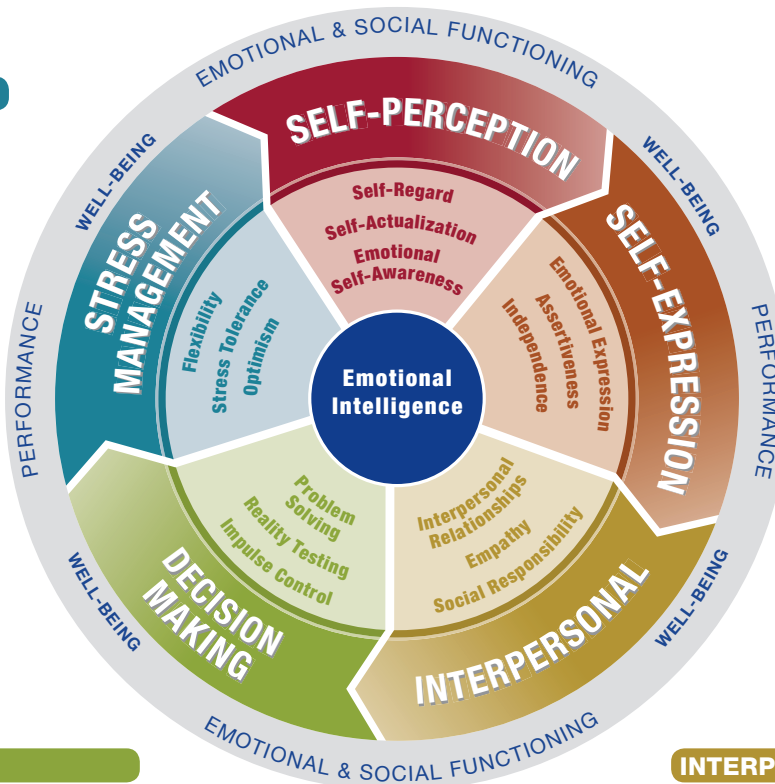 EMOTIONAL & SOCIAL FUNCTIONING
WELL-BEING
WELL-BEING
PERFORMANCE
PERFORMANCE
SELF-PERCEPTION
Self-Regard
Self-Actualization
Emotional
Self-Awareness
SELF-EXPRESSION
Emotional Expression
Assertiveness
Independence
STRESS
MANAGEMENT
Flexibility
Stress Tolerance
Optimism
Emotional
Intelligence
DECISION
MAKING
Problem
Solving
Reality Testing
Impulse Control
INTERPERSONAL
Interpersonal
Relationships
Empathy
Social Responsibility
WELL-BEING
WELL-BEING
EMOTIONAL & SOCIAL FUNCTIONING
INTERP